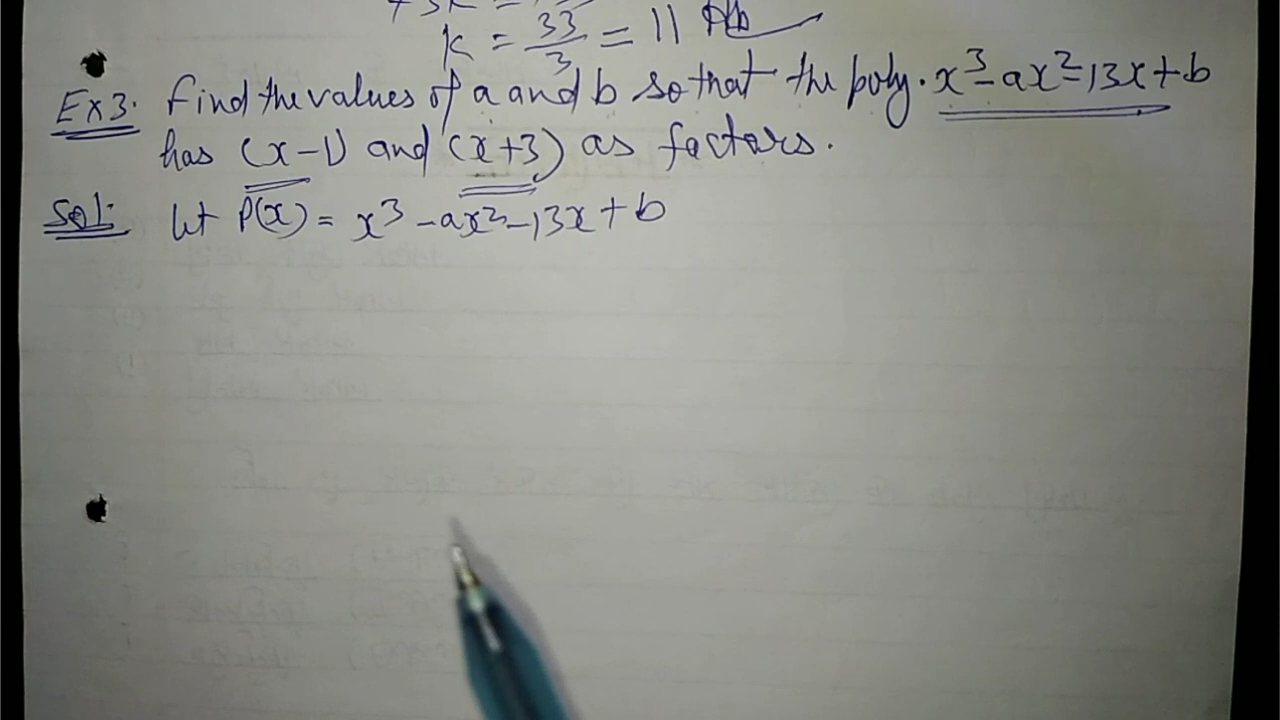 k = 33/3 = 11
Ex3. Find the values of a and b so that the poly. x³-ax²-13x+b
has (x-1) and (x+3) as factors.
Sol: let P(x) = x³ -ax²-13x + b